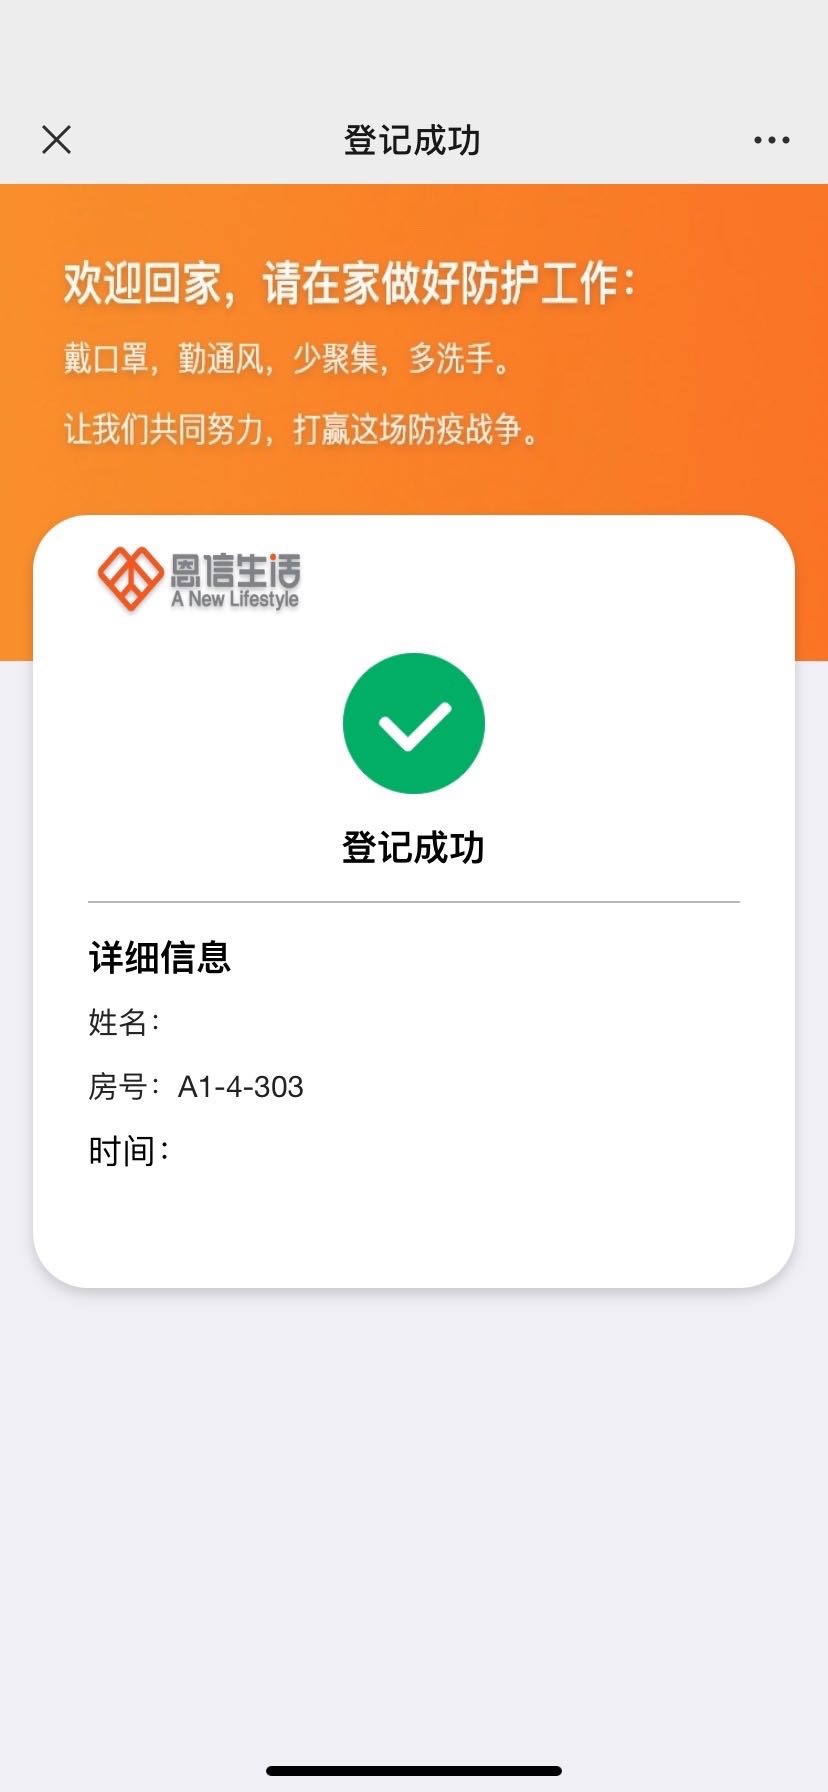 登记成功
欢迎回家，请在家做好防护工作：
戴口罩，勤通风，少聚集，多洗手。
让我们共同努力，打赢这场防疫战争。
恩信生活
A New Lifestyle
登记成功
详细信息
姓名：
房号：A1-4-303
时间：